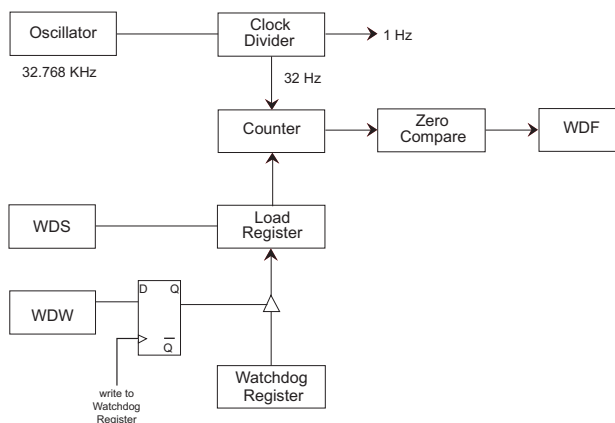 Oscillator
Clock
Divider
1 Hz
32.768 KHz
32 Hz
Counter
Zero
Compare
WDF
WDS
Load
Register
WDW
D
Q
Q
write to
Watchdog
Register
Watchdog
Register